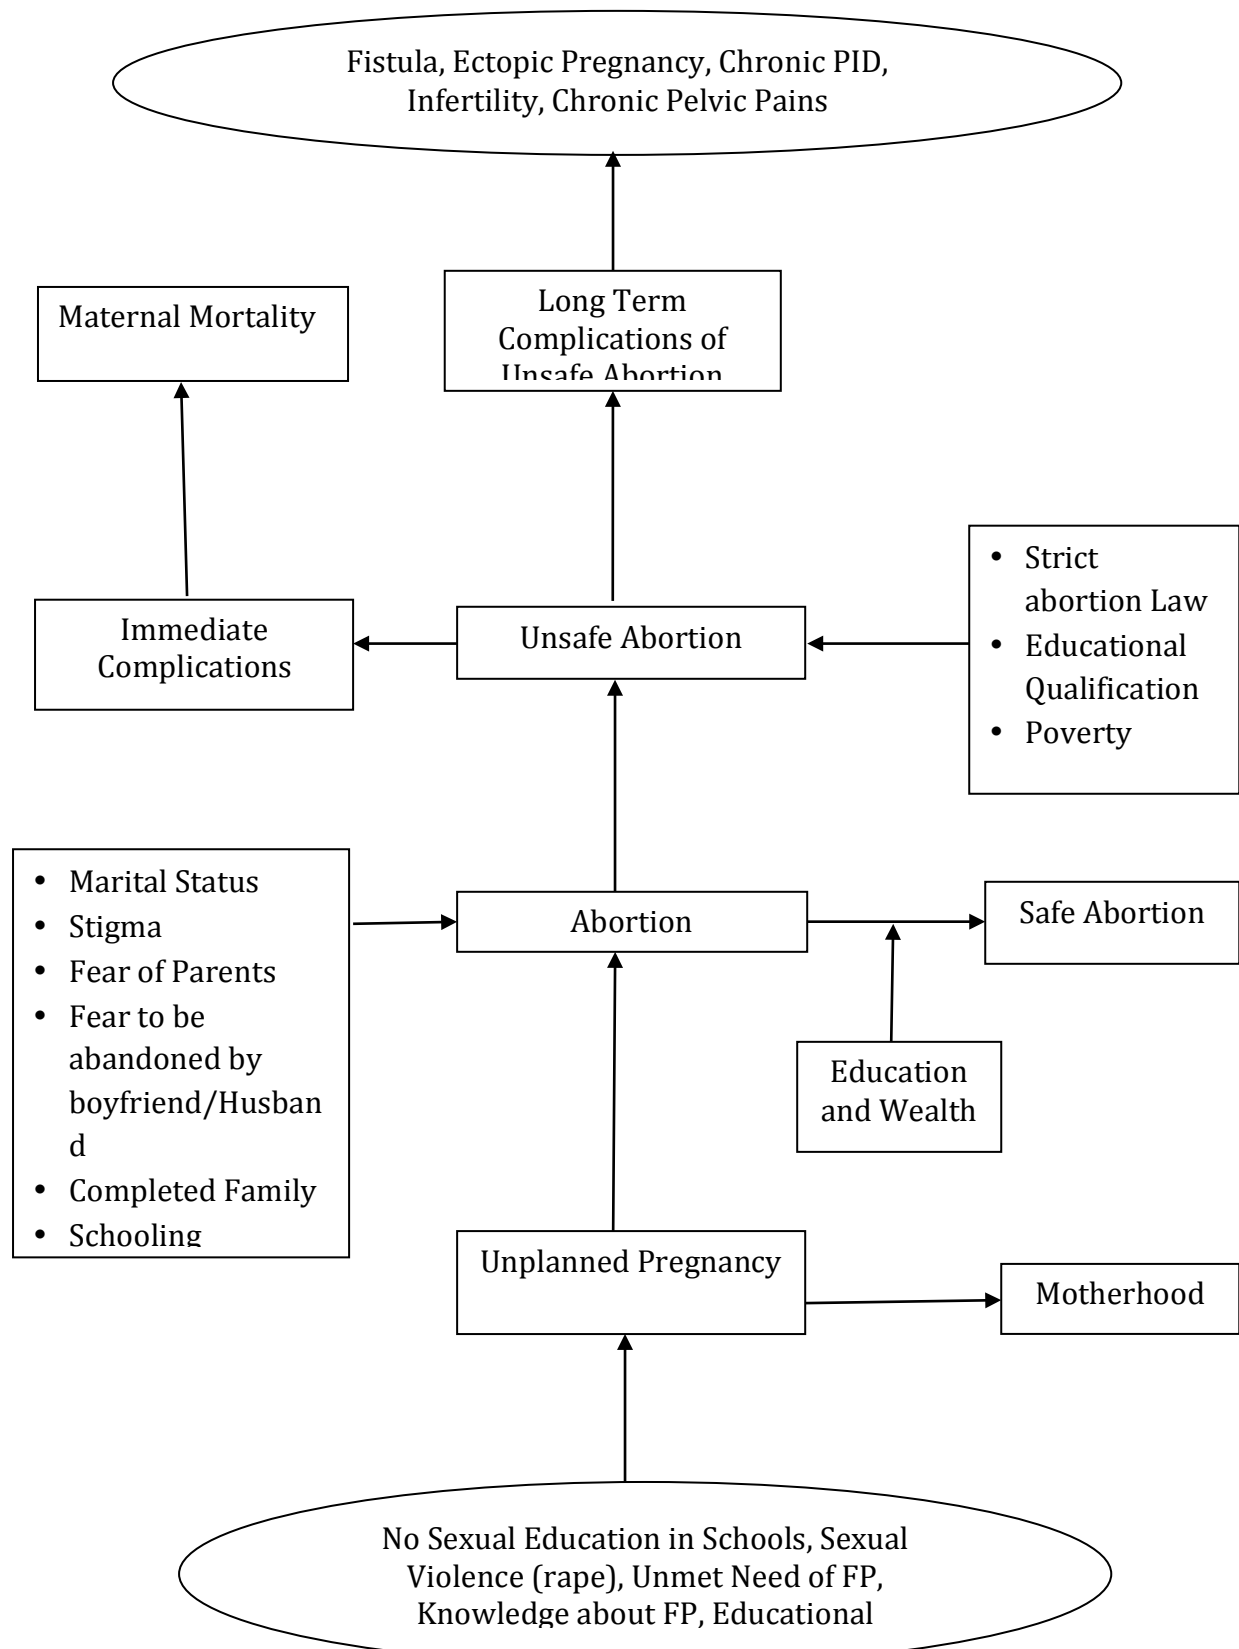 Fistula, Ectopic Pregnancy, Chronic PID,
Infertility, Chronic Pelvic Pains
Maternal Mortality
Long Term
Complications of
Unsafe Abortion
• Strict
abortion Law
• Educational
Qualification
• Poverty
Immediate
Complications
Unsafe Abortion
• Marital Status
• Stigma
• Fear of Parents
• Fear to be
abandoned by
boyfriend/Husban
d
• Completed Family
• Schooling
Abortion
Safe Abortion
Education
and Wealth
Unplanned Pregnancy
Motherhood
No Sexual Education in Schools, Sexual
Violence (rape), Unmet Need of FP,
Knowledge about FP, Educational